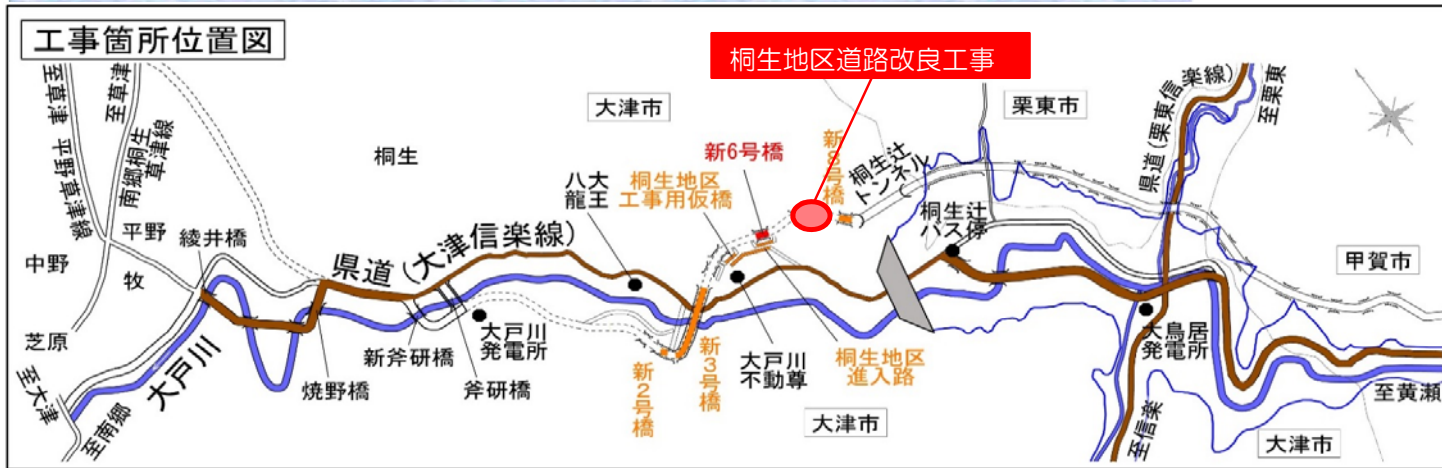 工事箇所位置図
桐生地区道路改良工事
至草津 平野草津線
至草津
南郷桐生
草津線
大津市
栗東市
県道(栗東信楽線)
至栗東
桐生
新6号橋
新8号橋
桐生辻
トンネル
八大
龍王
桐生地区
工事用仮橋
桐生辻
バス停
平野
綾井橋
中野
牧
県道(大津信楽線)
甲賀市
芝原
大戸川
至大津
至南郷
焼野橋
新斧研橋
斧研橋
大戸川
発電所
新2号橋
新3号橋
大戸川
不動尊
桐生地区
進入路
大鳥居
発電所
至黄瀬
大津市
至信楽
大津市